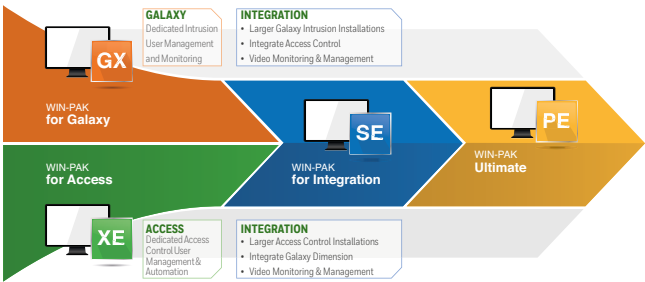 GALAXY
Dedicated Intrusion
User Management
and Monitoring
INTEGRATION
• Larger Galaxy Intrusion Installations
• Integrate Access Control
• Video Monitoring & Management
GX
WIN-PAK
for Galaxy
SE
WIN-PAK
for Integration
PE
WIN-PAK
Ultimate
WIN-PAK
for Access
XE
ACCESS
Dedicated Access
Control User
Management &
Automation
INTEGRATION
• Larger Access Control Installations
• Integrate Galaxy Dimension
• Video Monitoring & Management